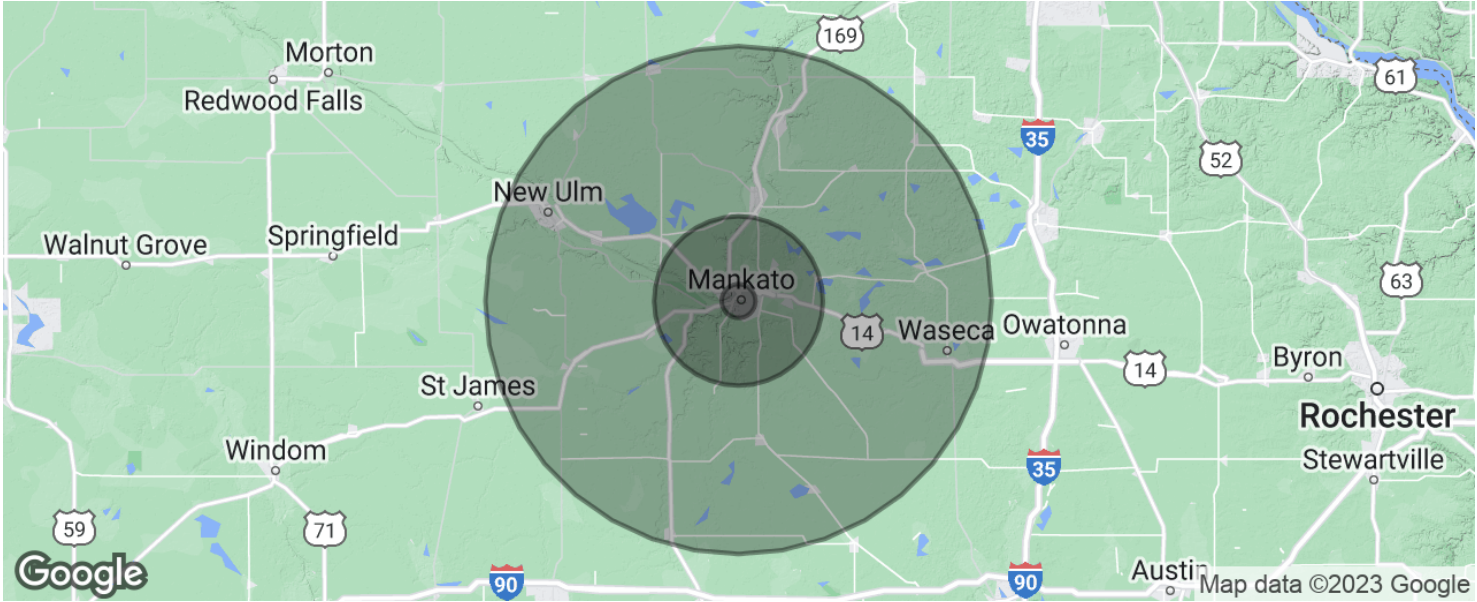 169
Morton
61
Redwood Falls
35
52
New Ulm
Springfield
Walnut Grove
Mankato
63
14
Waseca
Owatonna
Byron
14
St James
Rochester
Windom
Stewartville
35
59
71
Google
90
90
Austin
Map data ©2023 Google